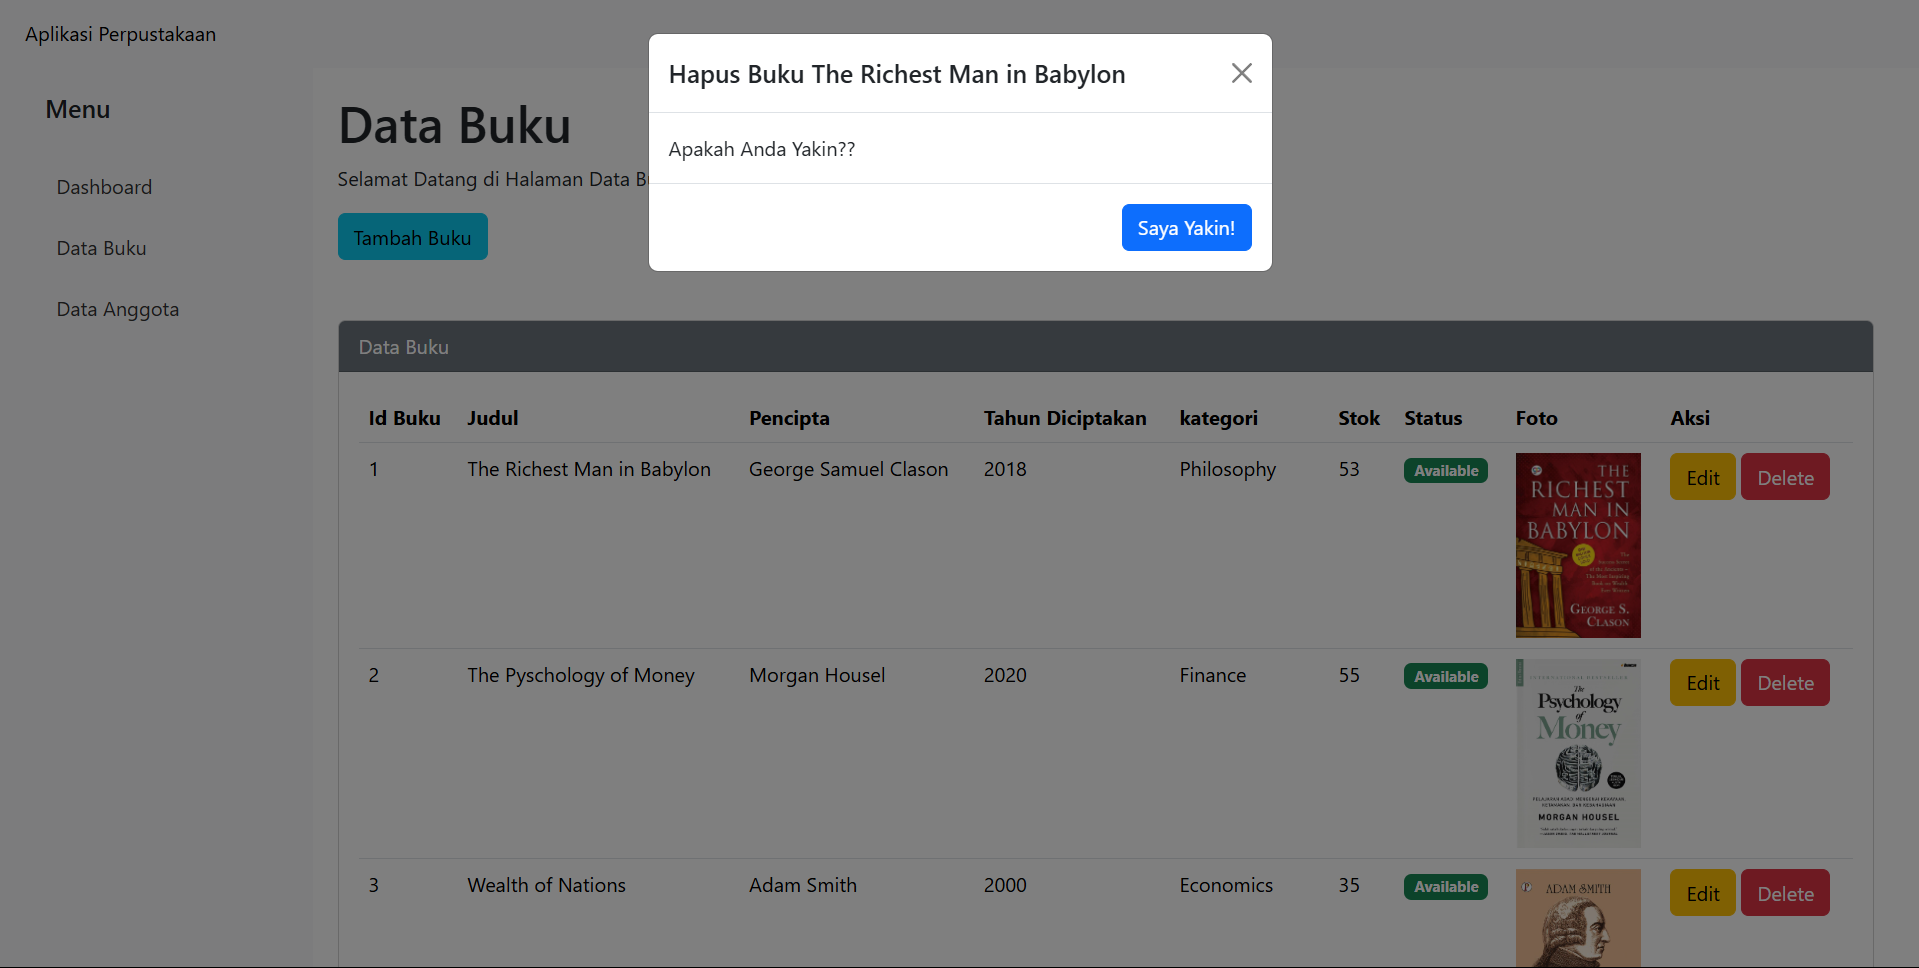 Aplikasi Perpustakaan
Hapus Buku The Richest Man in Babylon
Apakah Anda Yakin??
Saya Yakin!
Menu
Dashboard
Data Buku
Data Anggota
Data Buku
Selamat Datang di Halaman Data
Tambah Buku
Data Buku
Id Buku Judul Pencipta Tahun Diciptakan kategori Stok Status Foto Aksi
1 The Richest Man in Babylon George Samuel Clason 2018 Philosophy 53 Available Edit Delete
THE
RICHEST
MAN IN
BABYLON
GEORGE S.
CLASON
2 The Pyschology of Money Morgan Housel 2020 Finance 55 Available Edit Delete
INTERNATIONAL BESTSELLER
The
Psychology
of
Money
MORGAN HOUSEL
3 Wealth of Nations Adam Smith 2000 Economics 35 Available Edit Delete
ADAM SMITH